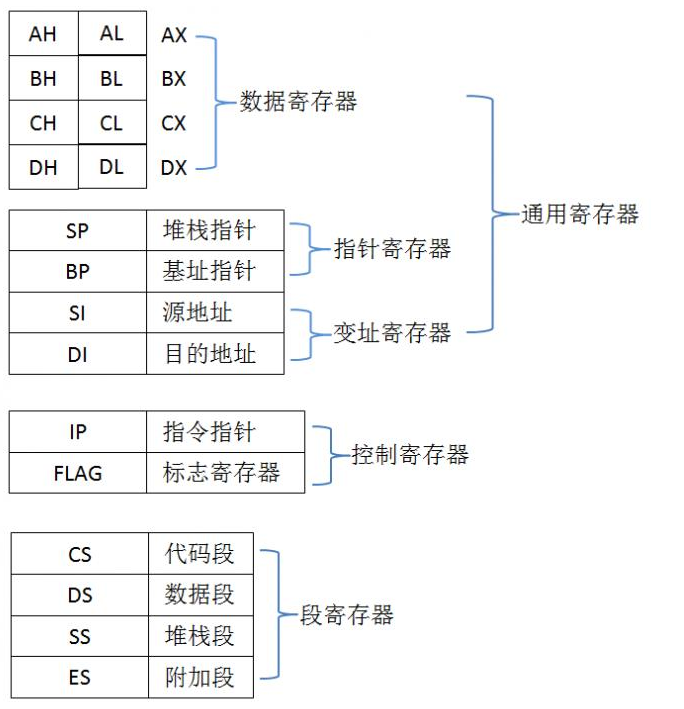 AH AL AX
BH BL BX
数据寄存器
CH CL CX
DH DL DX
通用寄存器
SP 堆栈指针
指针寄存器
BP 基址指针
SI 源地址
变址寄存器
DI 目的地址
IP 指令指针
控制寄存器
FLAG 标志寄存器
CS 代码段
DS 数据段
段寄存器
SS 堆栈段
ES 附加段